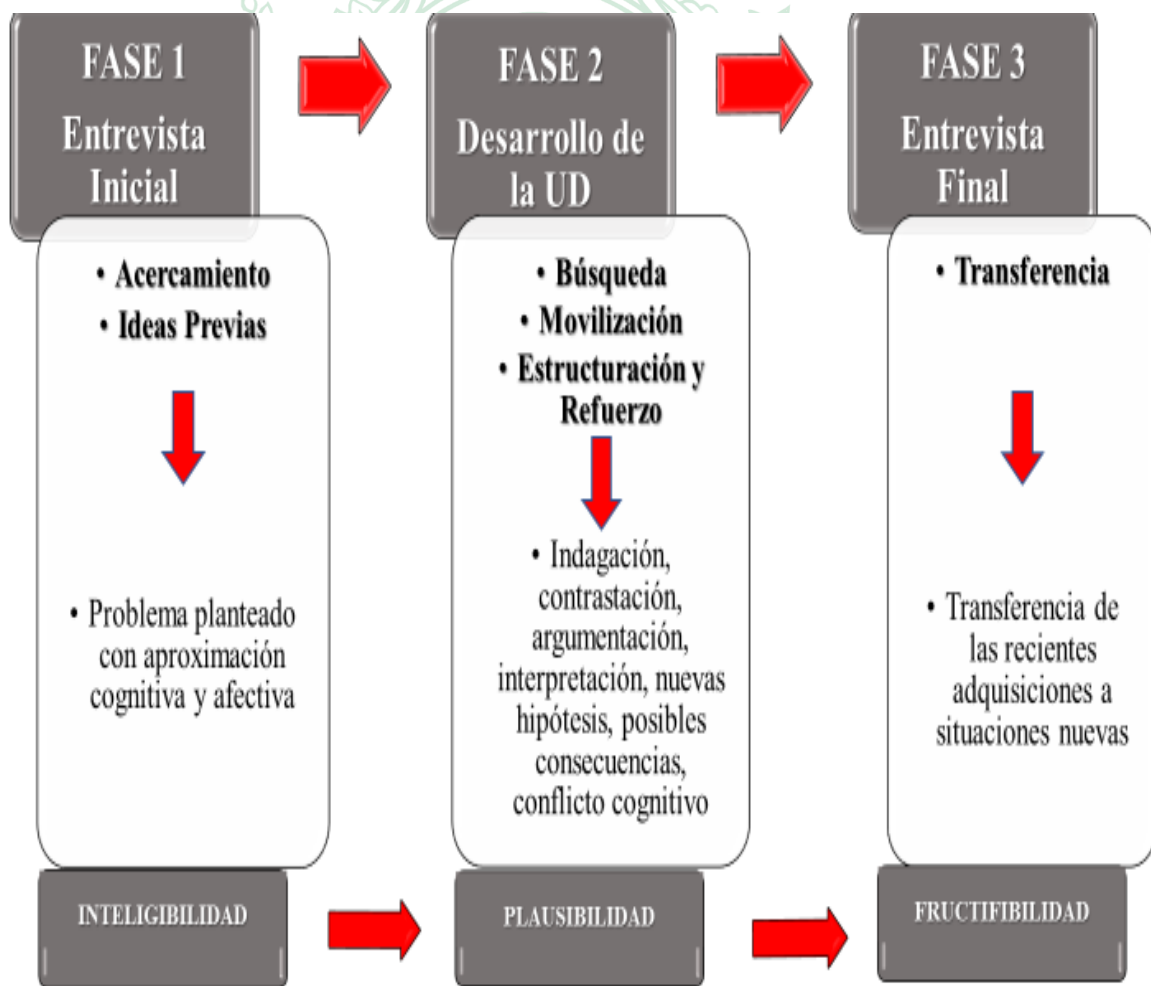 FASE 1
Entrevista
Inicial
• Acercamiento
• Ideas Previas
• Problema planteado
con aproximación
cognitiva y afectiva
INTELIGIBILIDAD
FASE 2
Desarrollo de
la UD
• Búsqueda
• Movilización
• Estructuración y
Refuerzo
• Indagación,
contrastación,
argumentación,
interpretación, nuevas
hipótesis, posibles
consecuencias,
conflicto cognitivo
PLAUSIBILIDAD
FASE 3
Entrevista
Final
• Transferencia
• Transferencia de
las recientes
adquisiciones a
situaciones nuevas
FRUCTIFIBILIDAD